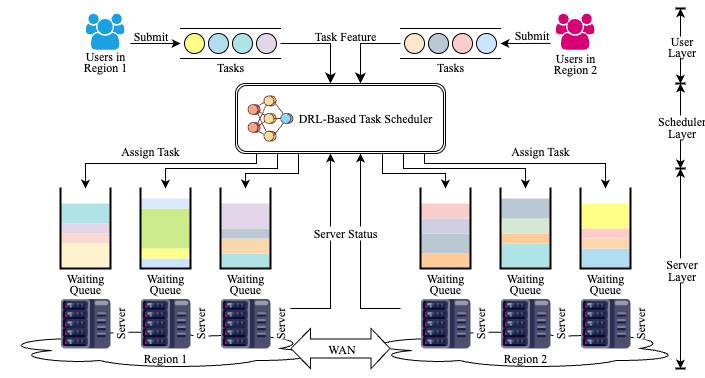 Submit
Task Feature
Submit
Users in
Region 1
Tasks
Tasks
Users in
Region 2
User
Layer
DRL-Based Task Scheduler
Scheduler
Layer
Assign Task
Assign Task
Server Status
Waiting
Queue
Waiting
Queue
Waiting
Queue
Waiting
Queue
Waiting
Queue
Waiting
Queue
Server
Layer
Server
Server
Server
Server
Server
Server
Region 1
WAN
Region 2